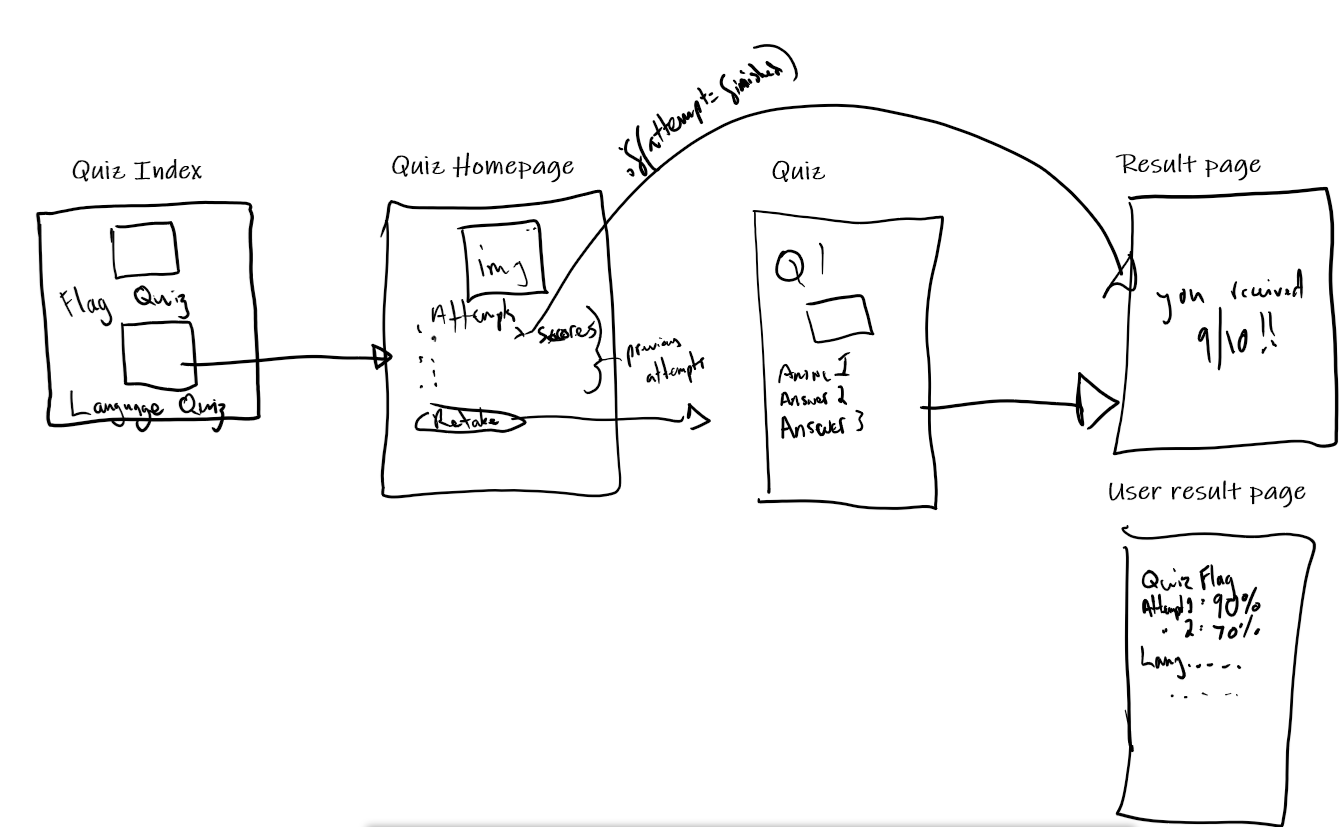 if(attempt = finished)
Quiz Index
Flag Quiz
Language Quiz
Quiz Homepage
img
Attempts
scores
previous
attempts
Retake
Quiz
Q1
Answer 1
Answer 2
Answer 3
Result page
you received
9/10 !!
User result page
Quiz Flag
Attempt 1: 90%
2: 70%
Lang.....